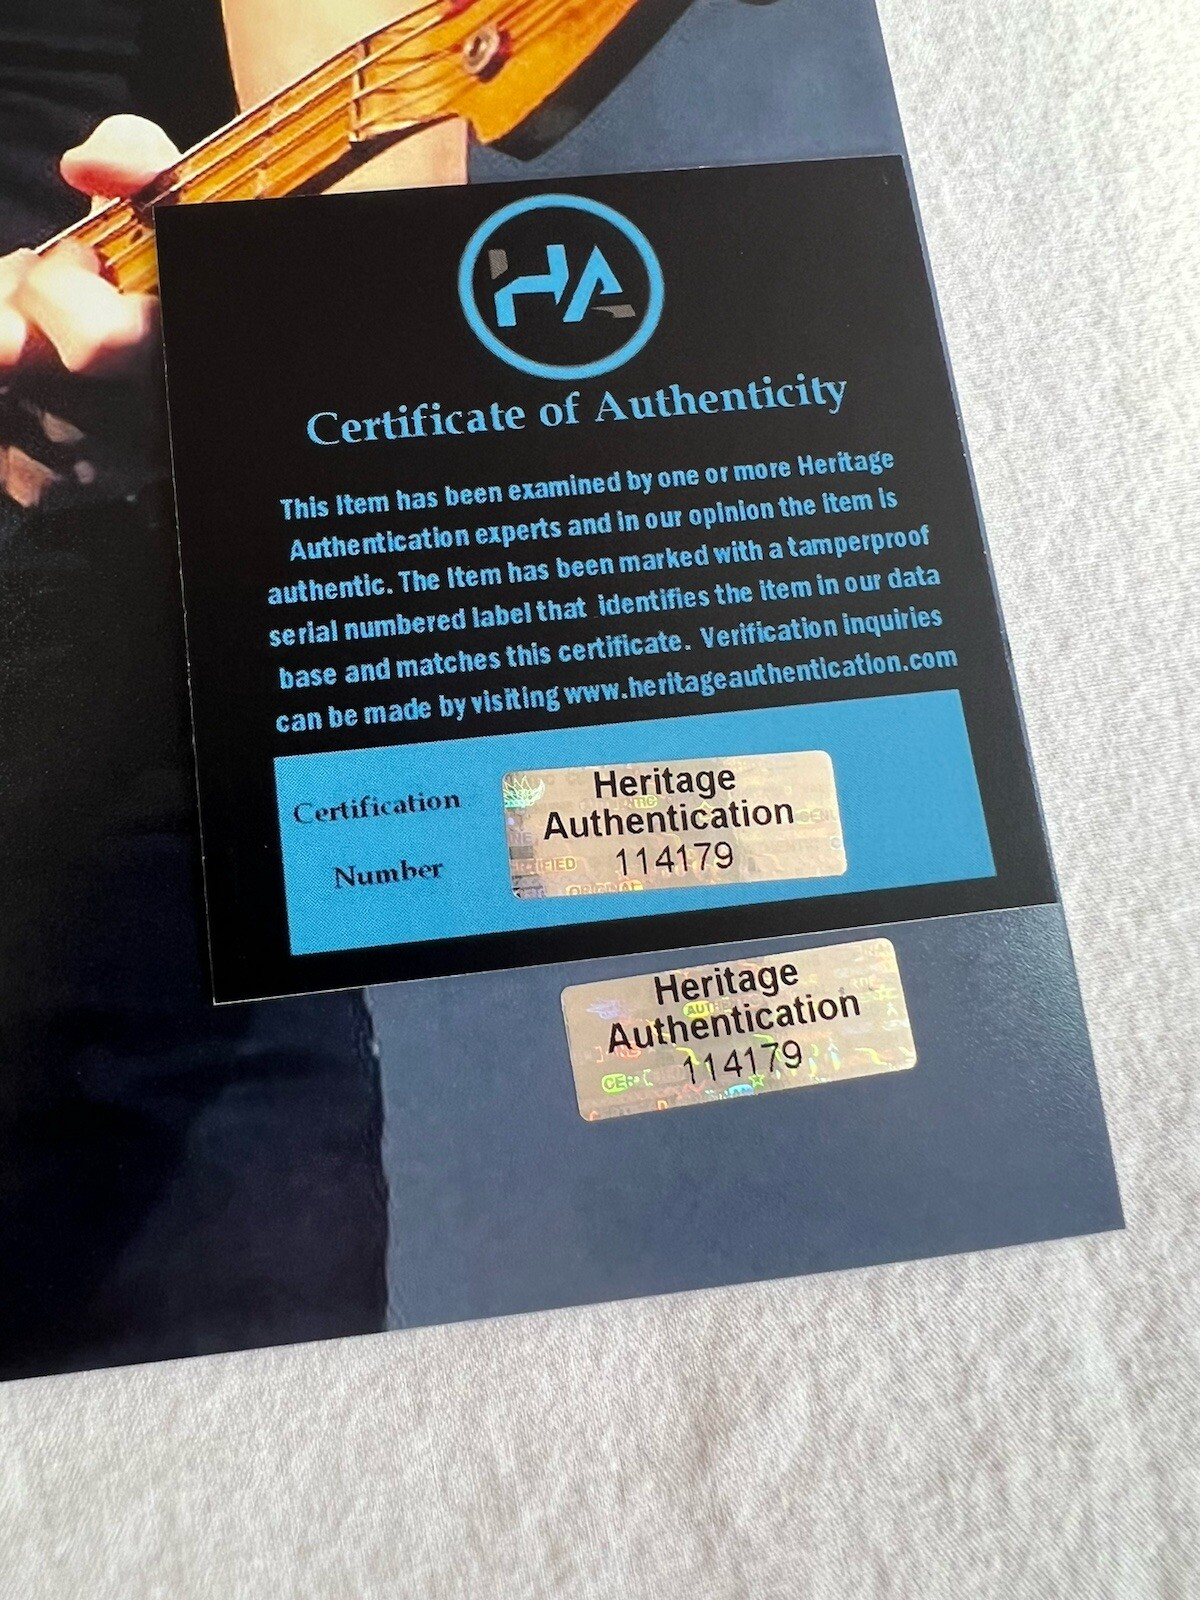 HA
Certificate of Authenticity
This Item has been examined by one or more Heritage
Authentication experts and in our opinion the item is
authentic. The Item has been marked with a tamperproof
serial numbered label that identifies the item in our data
base and matches this certificate. Verification inquiries
can be made by visiting www.heritageauthentication.com
Certification
Number
Heritage
Authentication
114179
Heritage
Authentication
114179